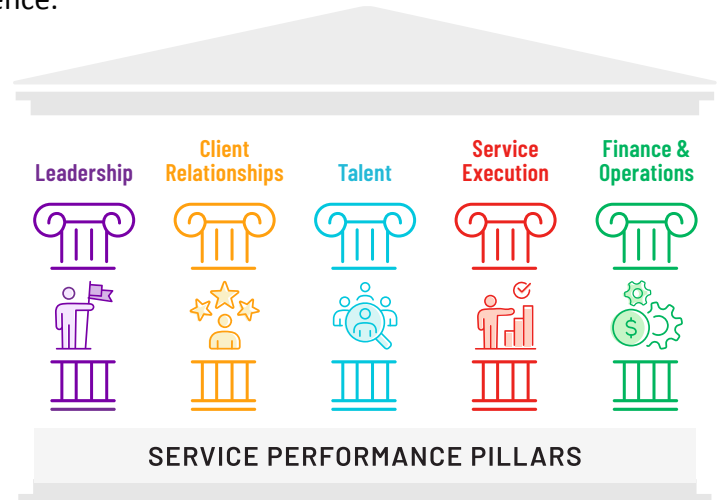 Leadership
Client
Relationships
Talent
Service
Execution
Finance &
Operations
$
SERVICE PERFORMANCE PILLARS